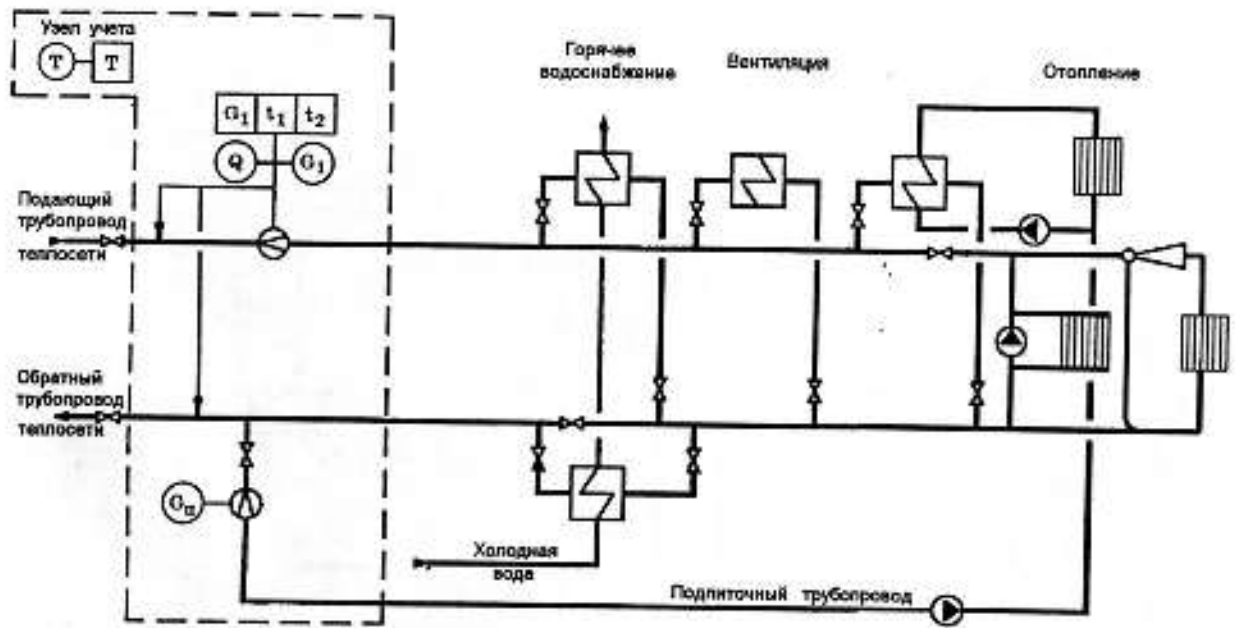 Узел учета
T T
Горячее
водоснабжение
Вентиляция
Отопление
G1 t1 t2
Q G1
Подающий
трубопровод
теплосети
Обратный
трубопровод
теплосети
Gп
Холодная
вода
Подпиточный трубопровод